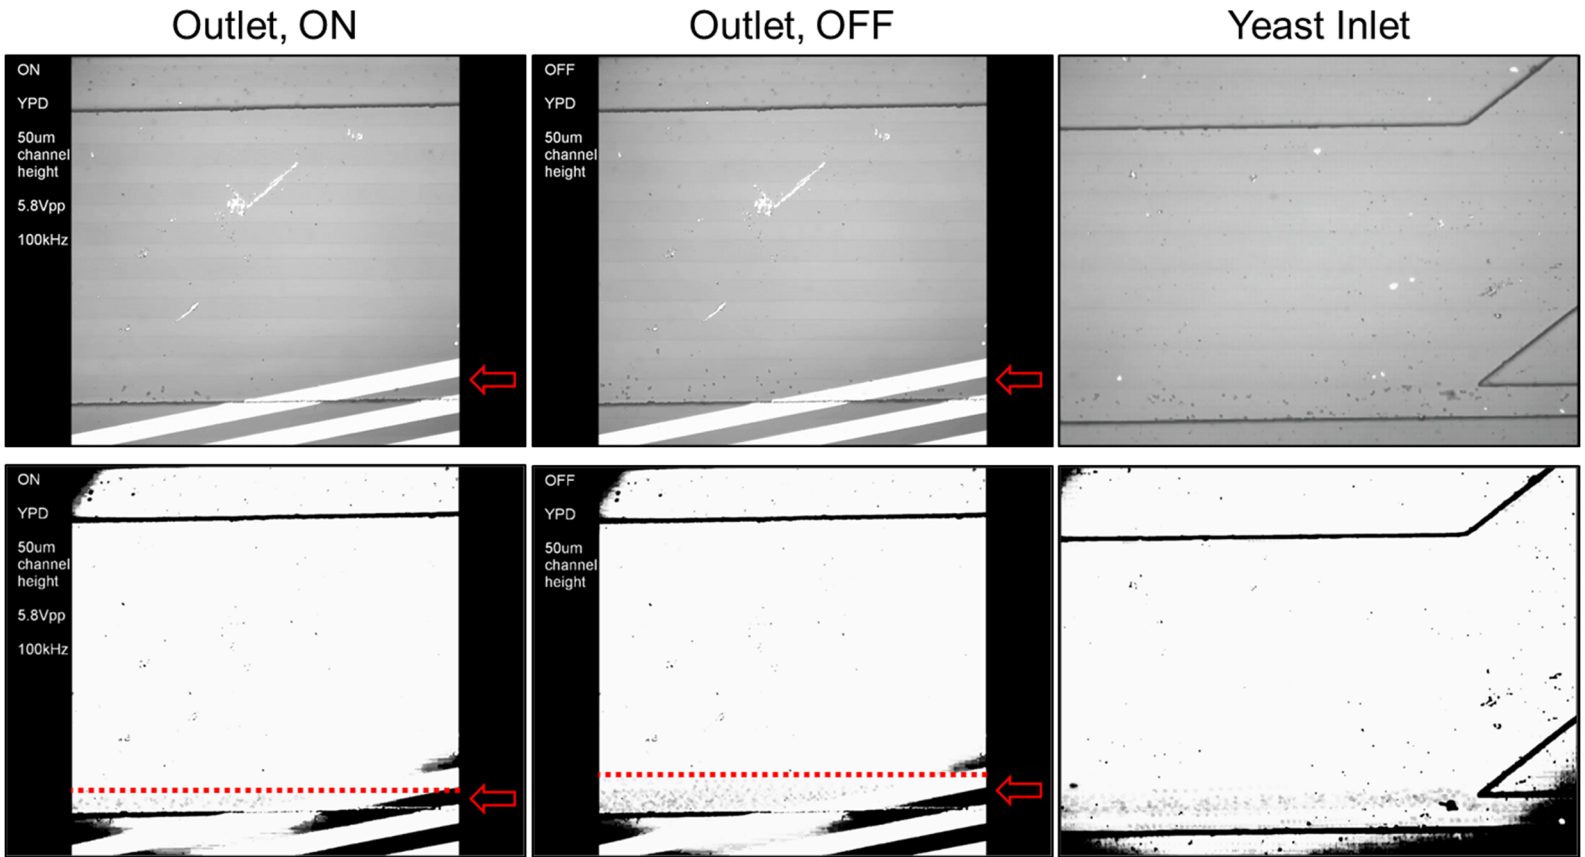 Outlet, ON
Outlet, OFF
Yeast Inlet
ON
YPD
50um
channel
height
5.8Vpp
100kHz
OFF
YPD
50um
channel
height
ON
YPD
50um
channel
height
5.8Vpp
100kHz
OFF
YPD
50um
channel
height